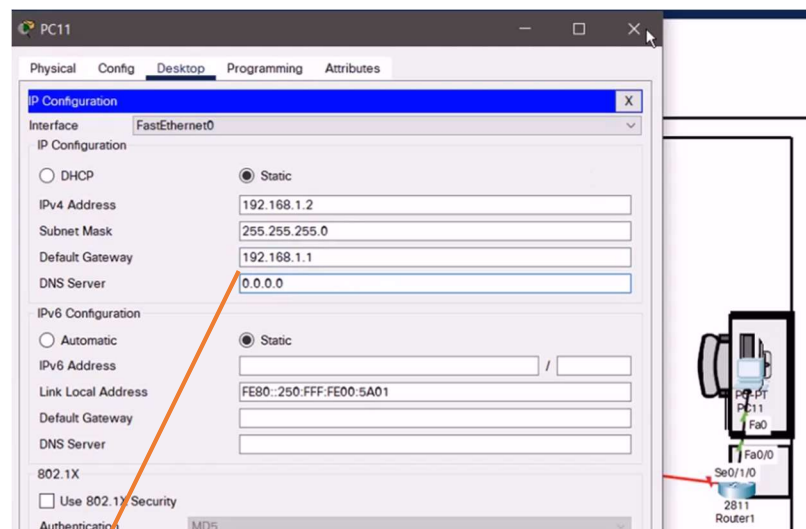 PC11
Physical Config Desktop Programming Attributes
IP Configuration X
Interface FastEthernet0
IP Configuration
DHCP Static
IPv4 Address 192.168.1.2
Subnet Mask 255.255.255.0
Default Gateway 192.168.1.1
DNS Server 0.0.0.0
IPv6 Configuration
Automatic Static
IPv6 Address /
Link Local Address FE80::250:FFF:FE00:5A01
Default Gateway
DNS Server
802.1X
Use 802.1X Security
Authentication MD5
PC-PT
PC11
Fa0
Fa0/0
Se0/1/0
2811
Router1